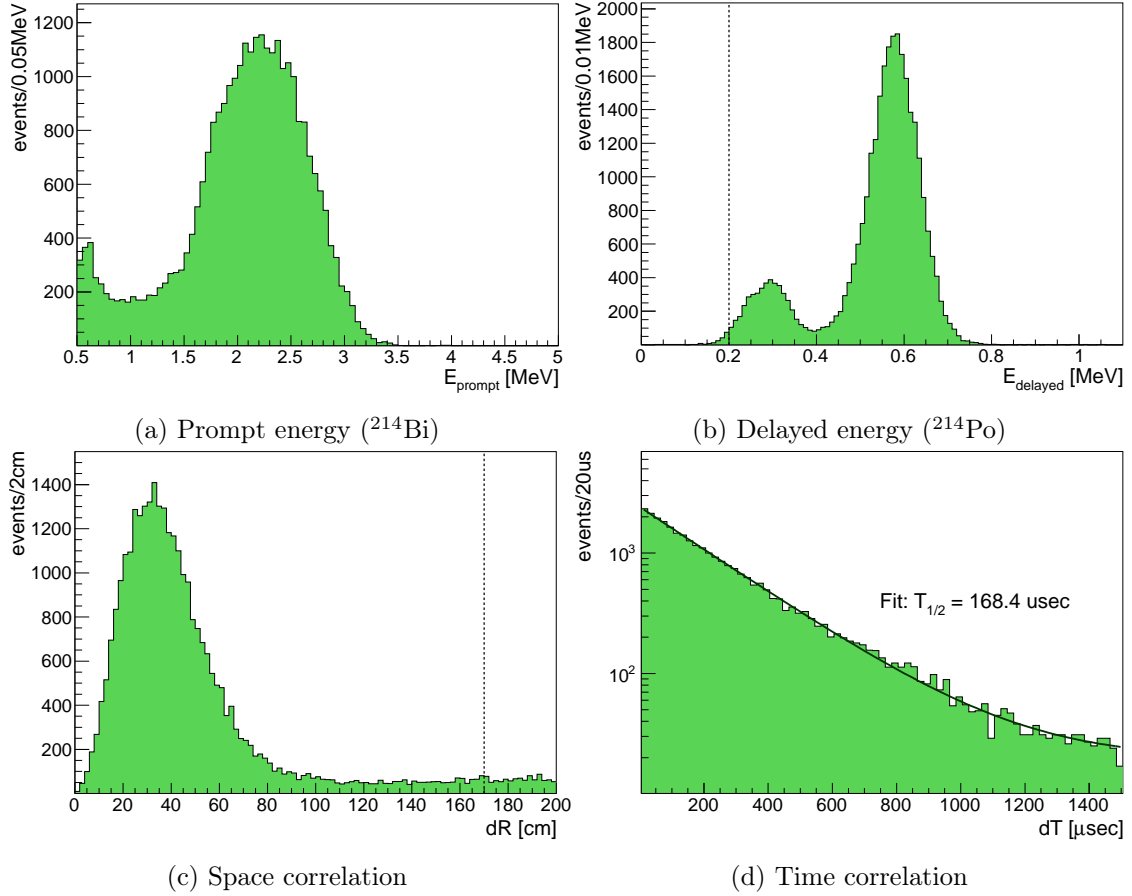 events/0.05MeV
1200
1000
800
600
400
200
0.5 1 1.5 2 2.5 3 3.5 4 4.5 5
E_prompt [MeV]
(a) Prompt energy (²¹⁴Bi)
events/0.01MeV
2000
1800
1600
1400
1200
1000
800
600
400
200
0 0.2 0.4 0.6 0.8 1
E_delayed [MeV]
(b) Delayed energy (²¹⁴Po)
events/2cm
1400
1200
1000
800
600
400
200
0 20 40 60 80 100 120 140 160 180 200
dR [cm]
(c) Space correlation
events/20us
10³
10²
Fit: T_1/2 = 168.4 usec
200 400 600 800 1000 1200 1400
dT [μsec]
(d) Time correlation